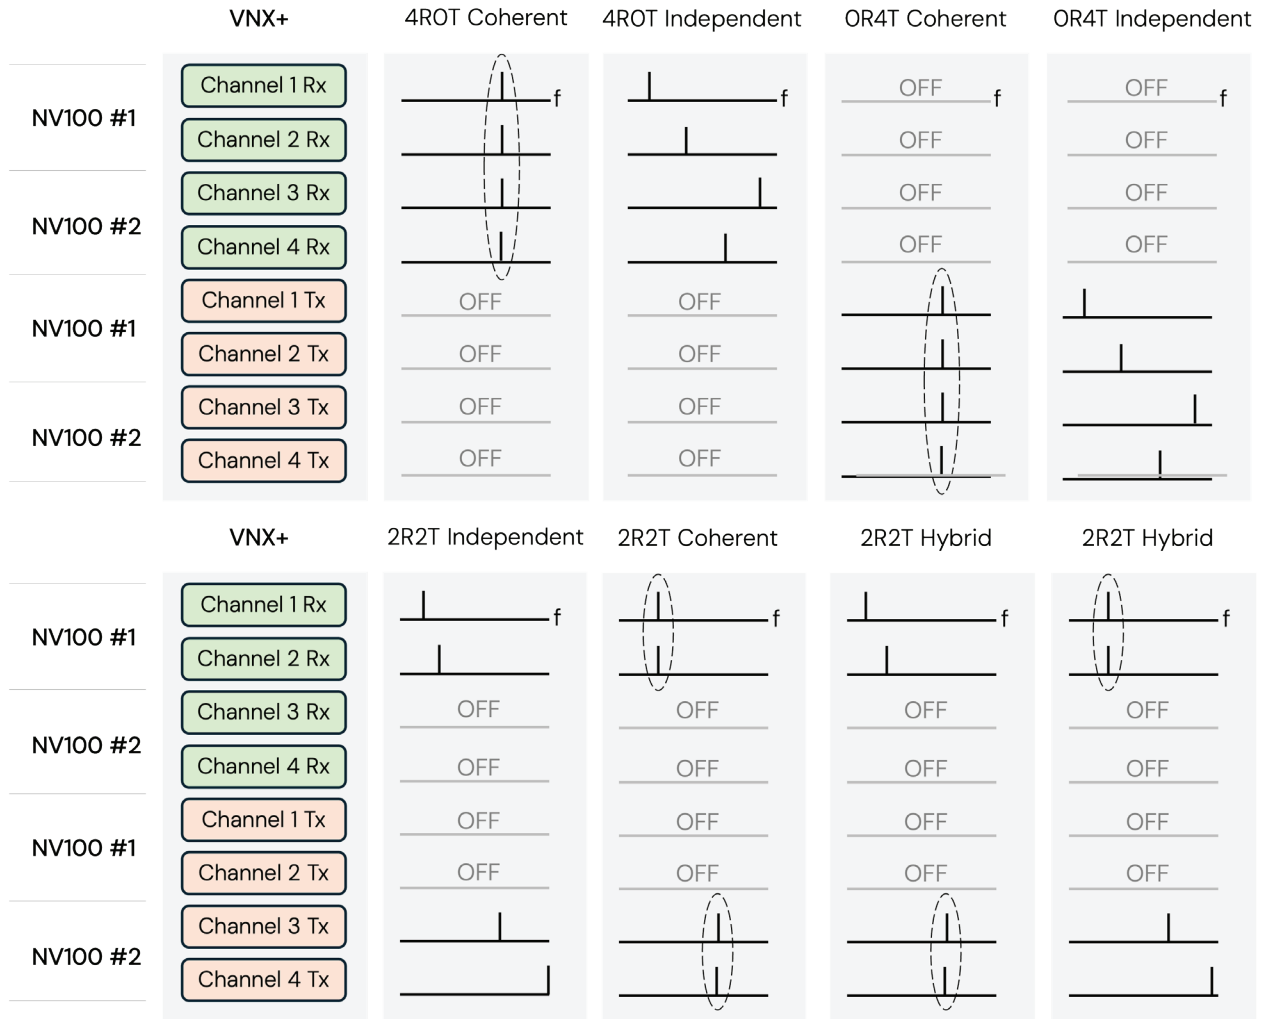 VNX+ 4R0T Coherent 4R0T Independent 0R4T Coherent 0R4T Independent
NV100 #1
Channel 1 Rx f f OFF f OFF f
Channel 2 Rx OFF OFF
NV100 #2
Channel 3 Rx OFF OFF
Channel 4 Rx OFF OFF
NV100 #1
Channel 1 Tx OFF OFF
Channel 2 Tx OFF OFF
NV100 #2
Channel 3 Tx OFF OFF
Channel 4 Tx OFF OFF
VNX+ 2R2T Independent 2R2T Coherent 2R2T Hybrid 2R2T Hybrid
NV100 #1
Channel 1 Rx f f f f
Channel 2 Rx
NV100 #2
Channel 3 Rx OFF OFF OFF OFF
Channel 4 Rx OFF OFF OFF OFF
NV100 #1
Channel 1 Tx OFF OFF OFF OFF
Channel 2 Tx OFF OFF OFF OFF
NV100 #2
Channel 3 Tx
Channel 4 Tx